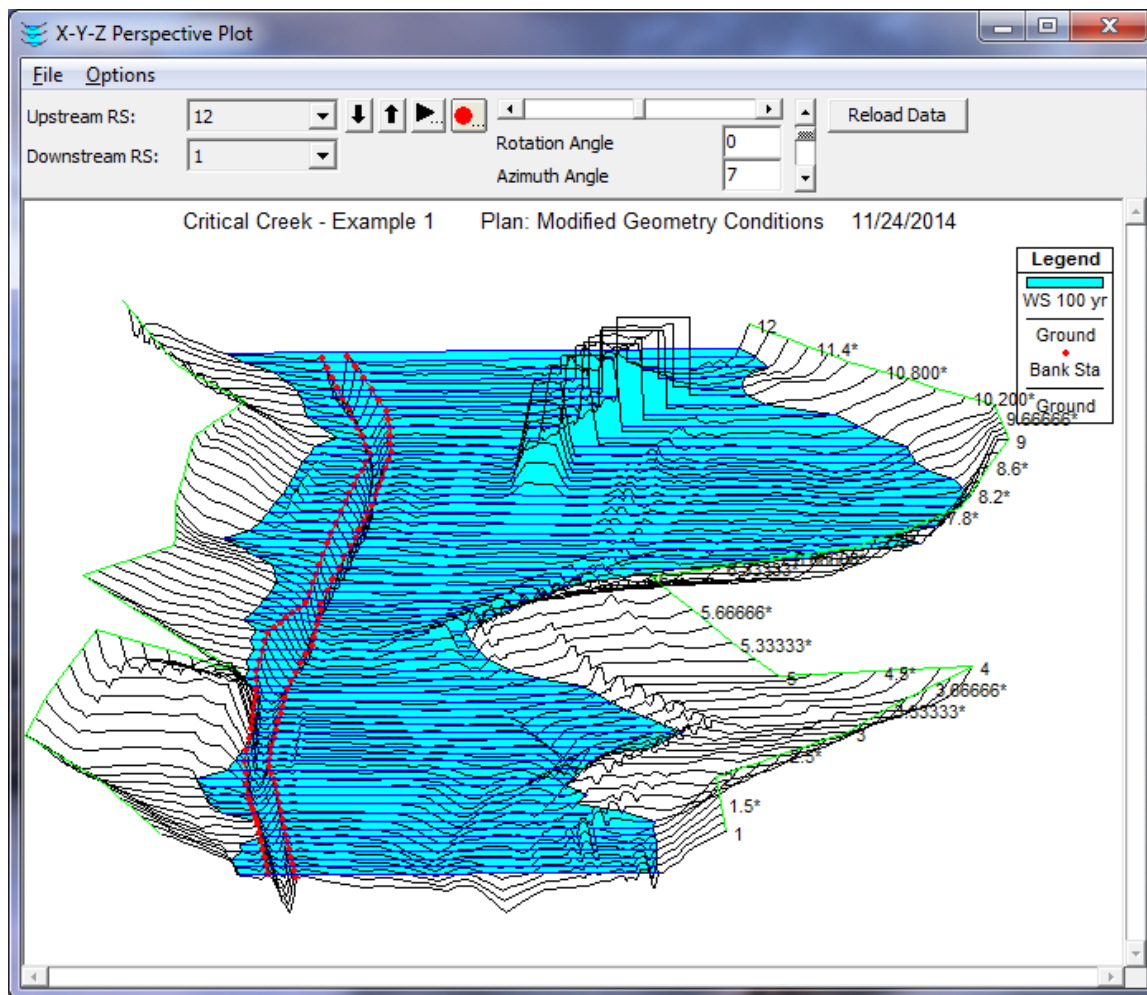 X-Y-Z Perspective Plot
File Options
Upstream RS: 12
Downstream RS: 1
Rotation Angle 0
Azimuth Angle 7
Reload Data
Critical Creek - Example 1 Plan: Modified Geometry Conditions 11/24/2014
Legend
WS 100 yr
Ground
Bank Sta
Ground
12
11.4*
10.800*
10.200*
9.66666*
9
8.6*
8.2*
7.8*
5.66666*
5.33333*
5
4.5*
4
3.66666*
3
2.5*
1.5*
1